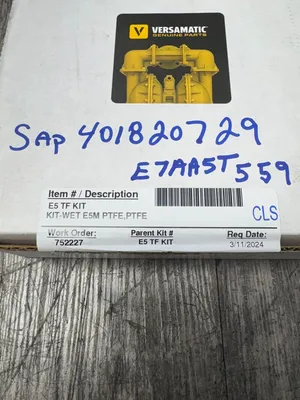 VERSAMATIC
GENUINE PARTS
SAP 401820729
E7AA5T559
Item # / Description
E5 TF KIT
KIT-WET E5M PTFE,PTFE
CLS
Work Order: Parent Kit # Req Date:
752227 E5 TF KIT 3/11/2024